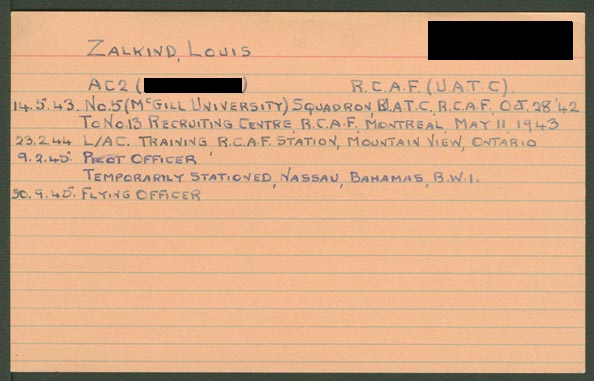 ZALKIND, LOUIS
AC2 ( ) R.C.A.F. (U.A.T.C).
14.5.43. NO.5 (MCGILL UNIVERSITY) SQUADRON, U.A.T.C., R.C.A.F., OCT. 28 '42
TO NO.13 RECRUITING CENTRE, R.C.A.F., MONTREAL, MAY 11, 1943
23.2.44 L/AC. TRAINING R.C.A.F. STATION, MOUNTAIN VIEW, ONTARIO
9.2.45. PILOT OFFICER
TEMPORARILY STATIONED, NASSAU, BAHAMAS, B.W.I.
30.9.45. FLYING OFFICER